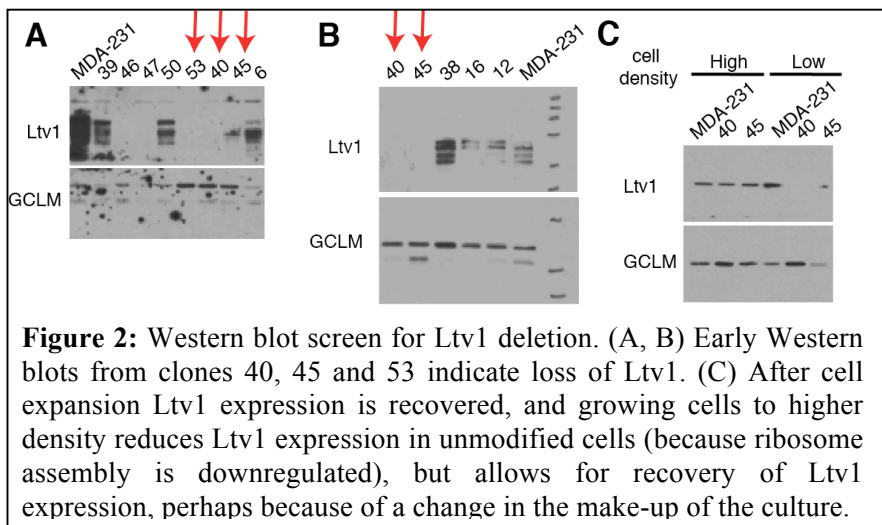 A
MDA-231
39
46
47
50
53
40
45
6
Ltv1
GCLM
B
40
45
38
16
12
MDA-231
Ltv1
GCLM
C
cell
density
High Low
MDA-231
40
45
MDA-231
40
45
Ltv1
GCLM
Figure 2: Western blot screen for Ltv1 deletion. (A, B) Early Western
blots from clones 40, 45 and 53 indicate loss of Ltv1. (C) After cell
expansion Ltv1 expression is recovered, and growing cells to higher
density reduces Ltv1 expression in unmodified cells (because ribosome
assembly is downregulated), but allows for recovery of Ltv1
expression, perhaps because of a change in the make-up of the culture.